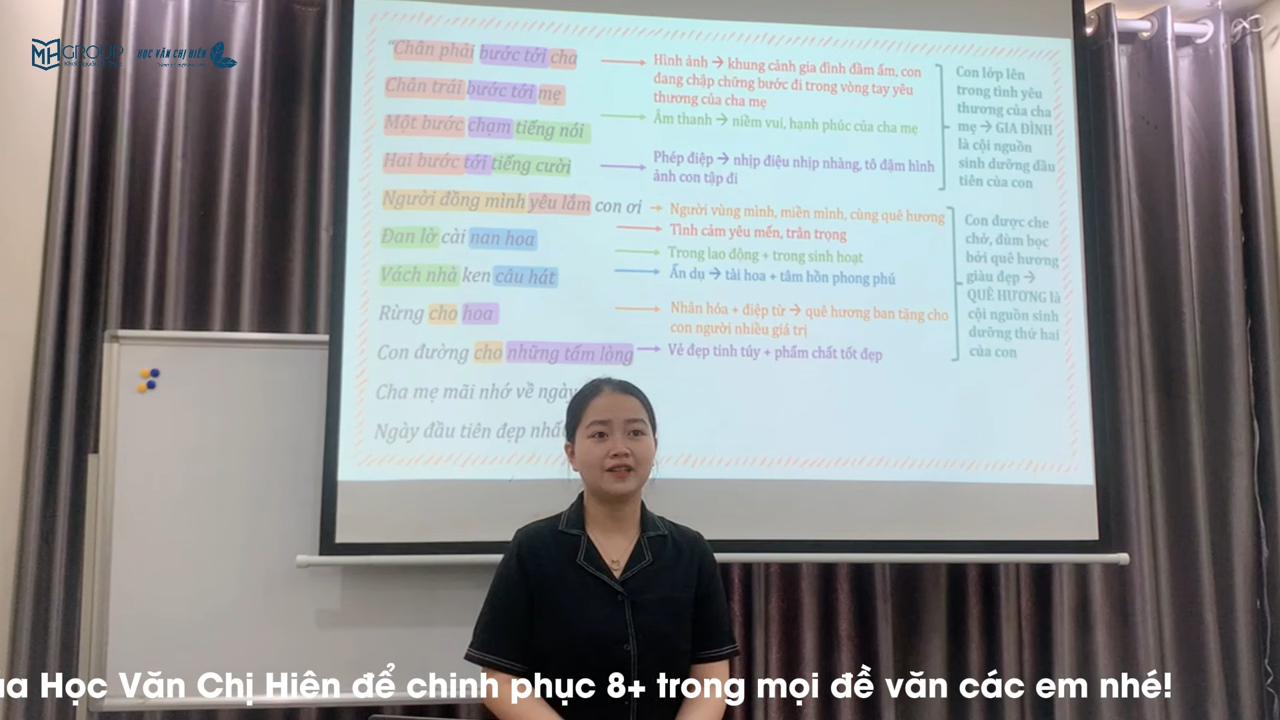 MH GROUP
HỌC VĂN CHỊ HIÊN
"Chân phải bước tới cha
Chân trái bước tới mẹ
Một bước chạm tiếng nói
Hai bước tới tiếng cười
Người đồng mình yêu lắm con ơi
Đan lờ cài nan hoa
Vách nhà ken câu hát
Rừng cho hoa
Con đường cho những tấm lòng
Cha mẹ mãi nhớ về ngày
Ngày đầu tiên đẹp nhất
Hình ảnh → khung cảnh gia đình đầm ấm, con
đang chập chững bước đi trong vòng tay yêu
thương của cha mẹ
Âm thanh → niềm vui, hạnh phúc của cha mẹ
Phép điệp → nhịp điệu nhịp nhàng, tô đậm hình
ảnh con tập đi
Người vùng mình, miền mình, cùng quê hương
Tình cảm yêu mến, trân trọng
Trong lao động + trong sinh hoạt
Ẩn dụ → tài hoa + tâm hồn phong phú
Nhân hóa + điệp từ → quê hương ban tặng cho
con người nhiều giá trị
Vẻ đẹp tinh túy + phẩm chất tốt đẹp
Con lớp lên
trong tình yêu
thương của cha
mẹ → GIA ĐÌNH
là cội nguồn
sinh dưỡng đầu
tiên của con
Con được che
chở, đùm bọc
bởi quê hương
giàu đẹp →
QUÊ HƯƠNG là
cội nguồn sinh
dưỡng thứ hai
của con
ua Học Văn Chị Hiên để chinh phục 8+ trong mọi đề văn các em nhé!